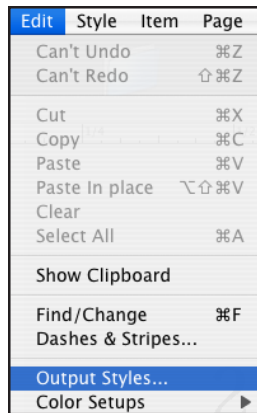 Edit Style Item Page
Can't Undo ⌘Z
Can't Redo ⇧⌘Z
Cut ⌘X
Copy ⌘C
Paste ⌘V
Paste In place ⌥⇧⌘V
Clear
Select All ⌘A
Show Clipboard
Find/Change ⌘F
Dashes & Stripes...
Output Styles...
Color Setups ▶